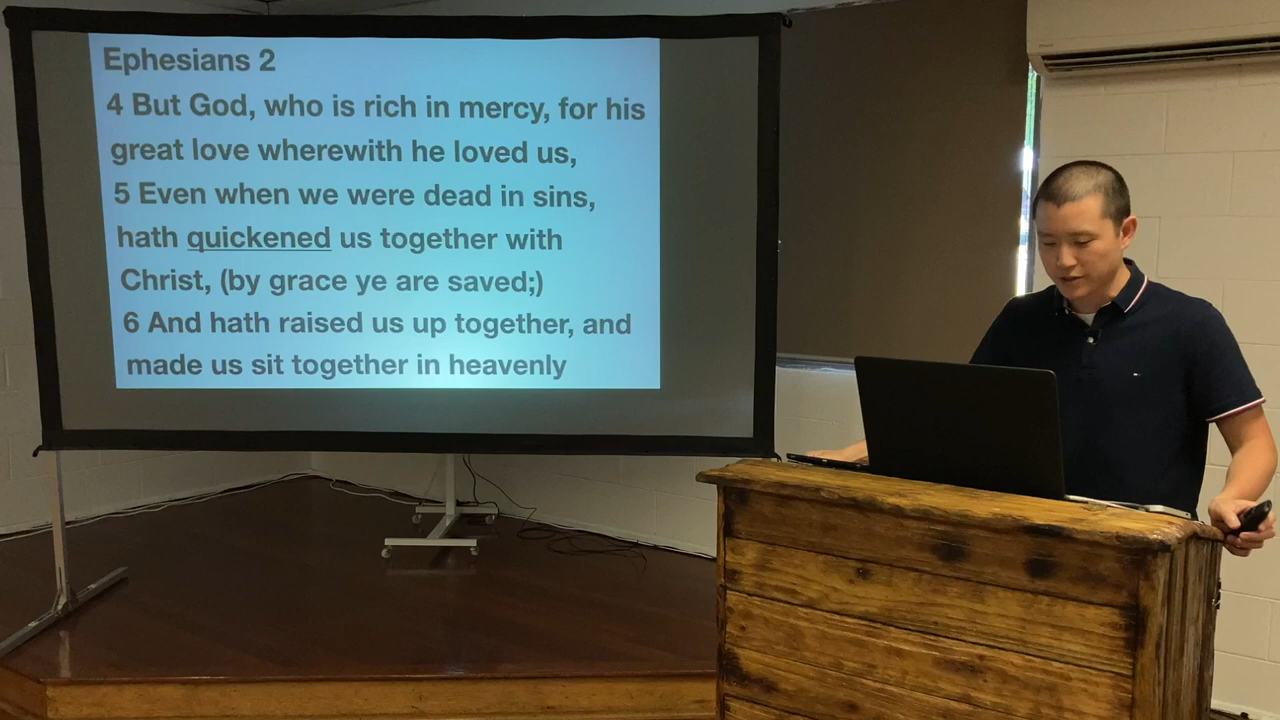 Ephesians 2
4 But God, who is rich in mercy, for his
great love wherewith he loved us,
5 Even when we were dead in sins,
hath quickened us together with
Christ, (by grace ye are saved;)
6 And hath raised us up together, and
made us sit together in heavenly